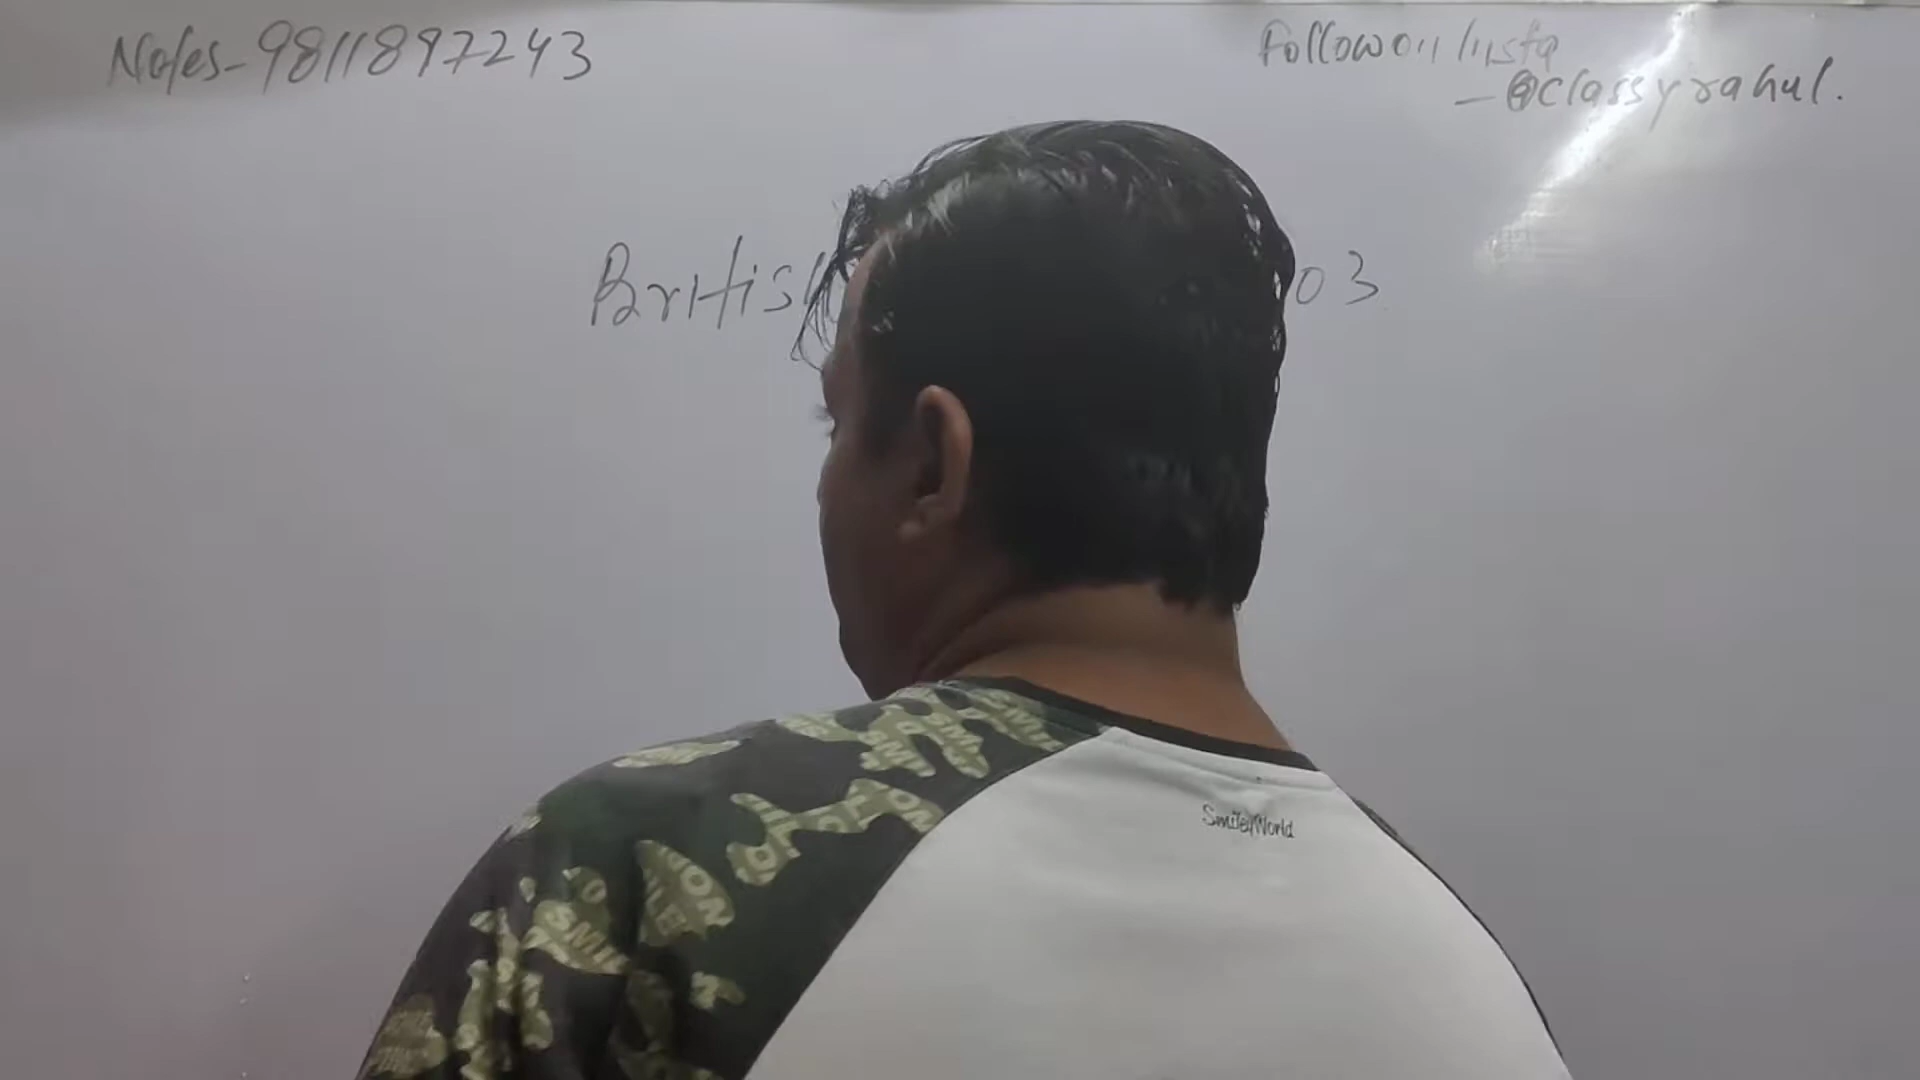 Notes-9811897243
Follow on Insta
- @classyrahul.
British 03
SmileyWorld